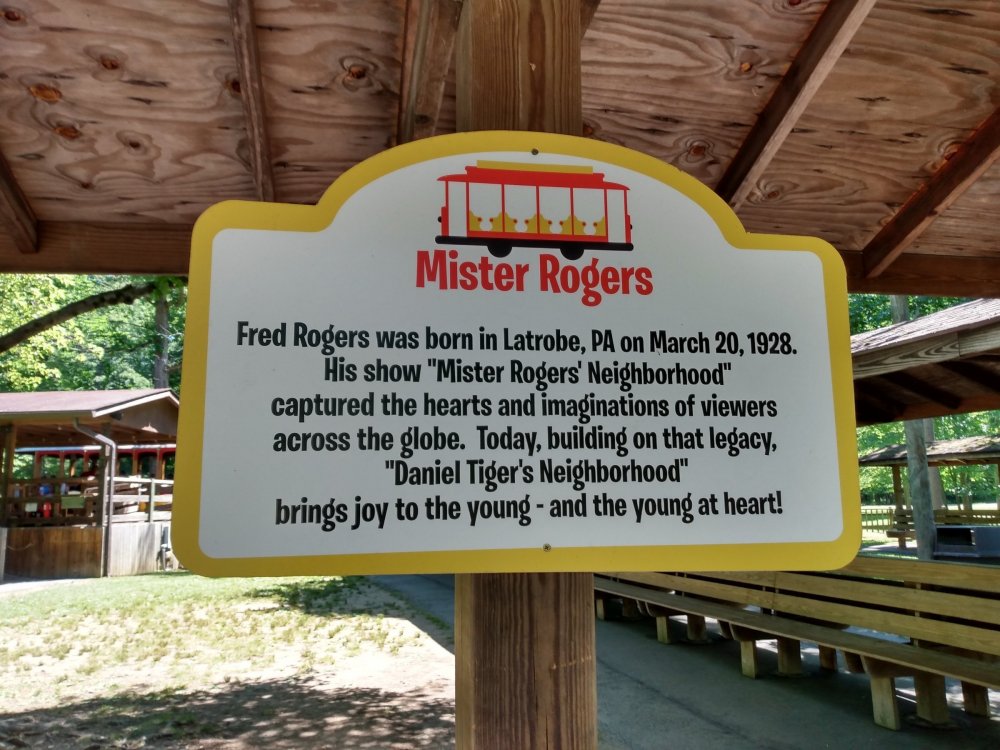 Mister Rogers
Fred Rogers was born in Latrobe, PA on March 20, 1928.
His show "Mister Rogers' Neighborhood"
captured the hearts and imaginations of viewers
across the globe.  Today, building on that legacy,
"Daniel Tiger's Neighborhood"
brings joy to the young - and the young at heart!